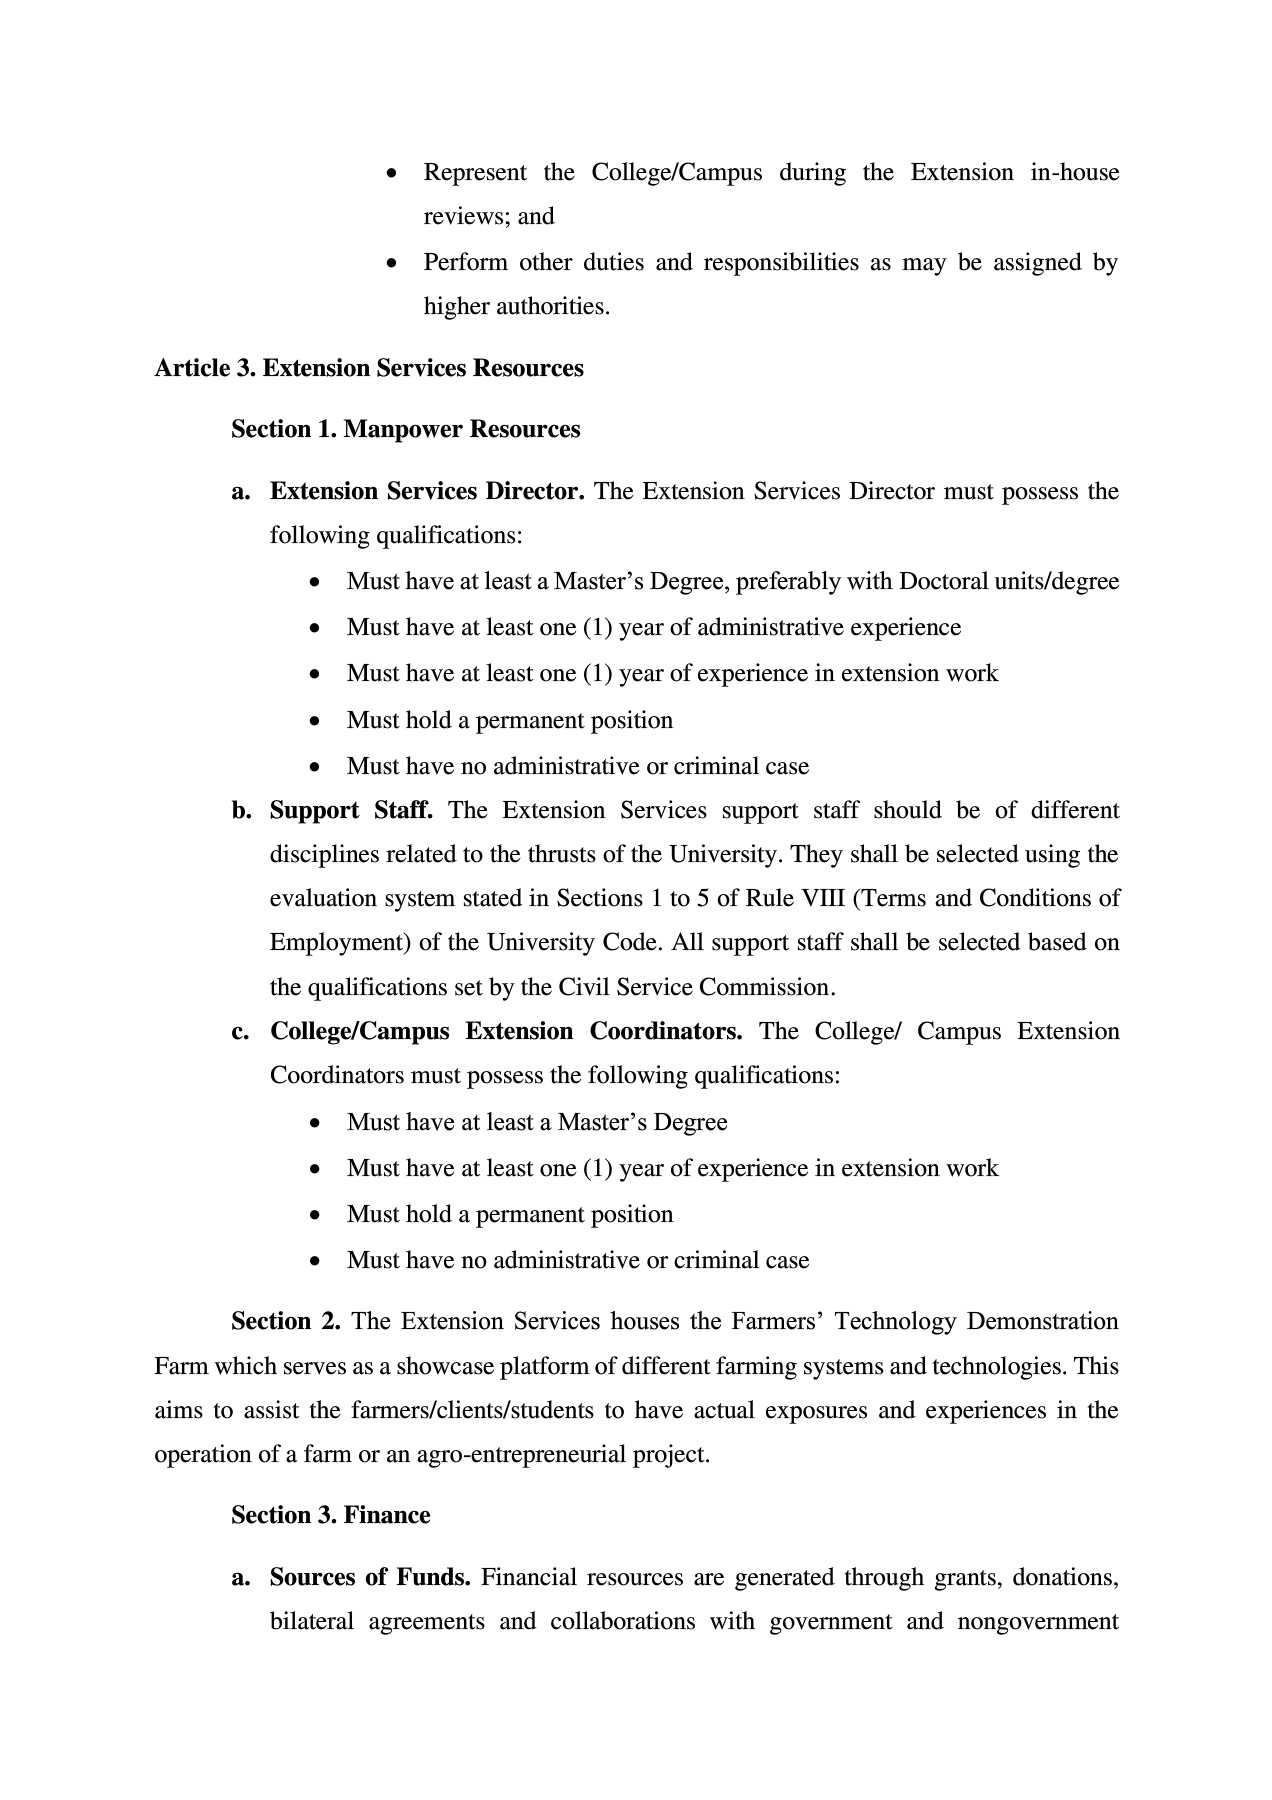 • Represent the College/Campus during the Extension in-house
reviews; and
• Perform other duties and responsibilities as may be assigned by
higher authorities.
Article 3. Extension Services Resources
Section 1. Manpower Resources
a. Extension Services Director. The Extension Services Director must possess the
following qualifications:
• Must have at least a Master’s Degree, preferably with Doctoral units/degree
• Must have at least one (1) year of administrative experience
• Must have at least one (1) year of experience in extension work
• Must hold a permanent position
• Must have no administrative or criminal case
b. Support Staff. The Extension Services support staff should be of different
disciplines related to the thrusts of the University. They shall be selected using the
evaluation system stated in Sections 1 to 5 of Rule VIII (Terms and Conditions of
Employment) of the University Code. All support staff shall be selected based on
the qualifications set by the Civil Service Commission.
c. College/Campus Extension Coordinators. The College/ Campus Extension
Coordinators must possess the following qualifications:
• Must have at least a Master’s Degree
• Must have at least one (1) year of experience in extension work
• Must hold a permanent position
• Must have no administrative or criminal case
Section 2. The Extension Services houses the Farmers’ Technology Demonstration
Farm which serves as a showcase platform of different farming systems and technologies. This
aims to assist the farmers/clients/students to have actual exposures and experiences in the
operation of a farm or an agro-entrepreneurial project.
Section 3. Finance
a. Sources of Funds. Financial resources are generated through grants, donations,
bilateral agreements and collaborations with government and nongovernment